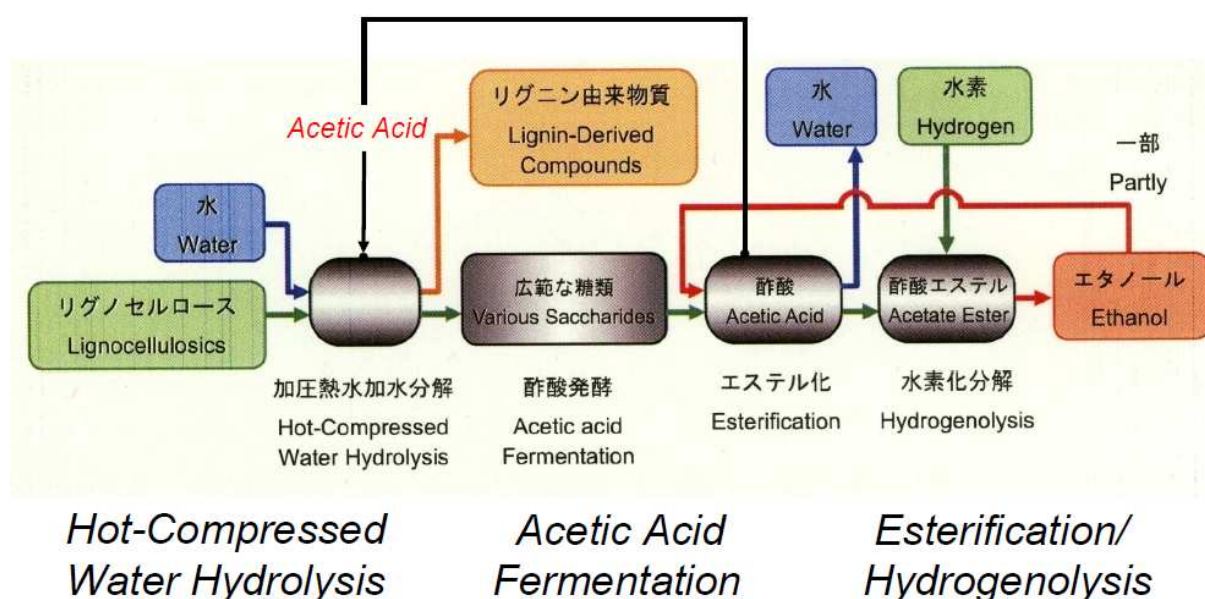 Acetic Acid
リグニン由来物質
Lignin-Derived
Compounds
水
Water
水素
Hydrogen
一部
Partly
水
Water
リグノセルロース
Lignocellulosics
広範な糖類
Various Saccharides
酢酸
Acetic Acid
酢酸エステル
Acetate Ester
エタノール
Ethanol
加圧熱水加水分解
Hot-Compressed
Water Hydrolysis
酢酸発酵
Acetic acid
Fermentation
エステル化
Esterification
水素化分解
Hydrogenolysis
Hot-Compressed
Water Hydrolysis
Acetic Acid
Fermentation
Esterification/
Hydrogenolysis